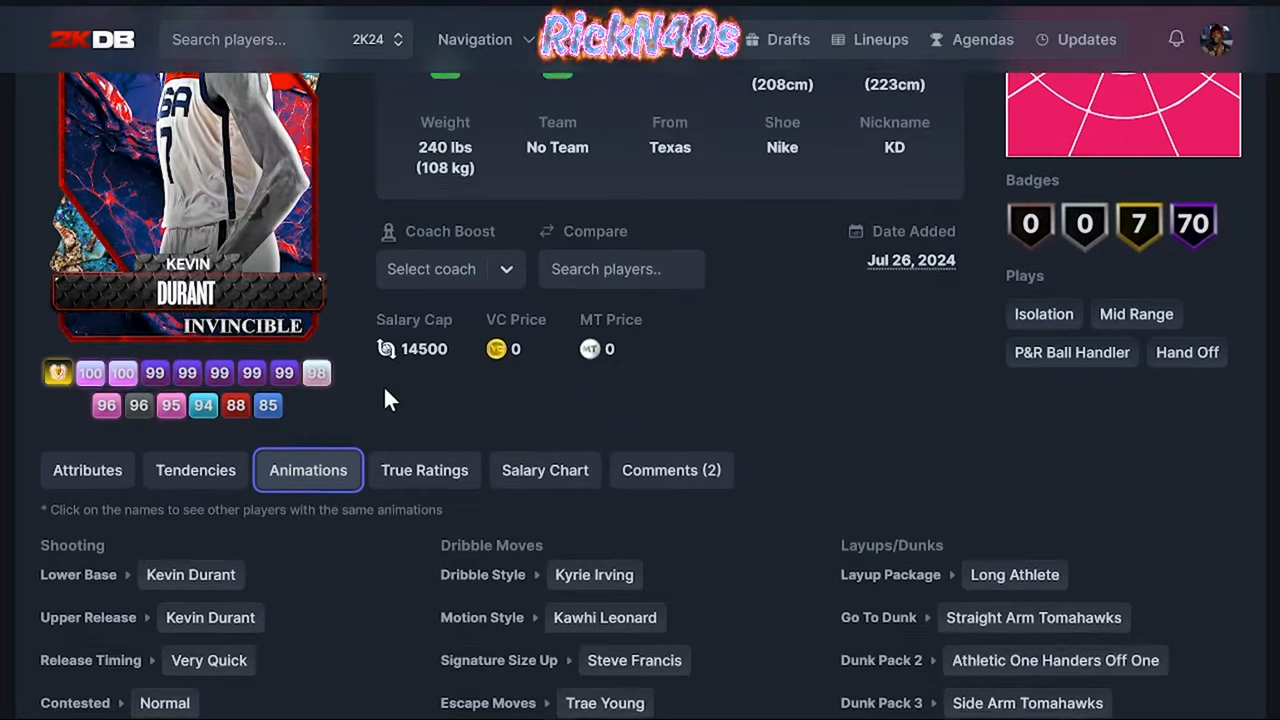 2KDB
Search players...
2K24
Navigation
RickN40s
Drafts
Lineups
Agendas
Updates
(208cm)
(223cm)
Weight
Team
From
Shoe
Nickname
240 lbs
(108 kg)
No Team
Texas
Nike
KD
SA
7
KEVIN
DURANT
INVINCIBLE
100 100 99 99 99 99 99 98
96 96 95 94 88 85
Coach Boost
Compare
Date Added
Select coach
Search players..
Jul 26, 2024
Salary Cap
VC Price
MT Price
14500
VC 0
MT 0
Badges
0 0 7 70
Plays
Isolation
Mid Range
P&R Ball Handler
Hand Off
Attributes
Tendencies
Animations
True Ratings
Salary Chart
Comments (2)
* Click on the names to see other players with the same animations
Shooting
Lower Base Kevin Durant
Upper Release Kevin Durant
Release Timing Very Quick
Contested Normal
Dribble Moves
Dribble Style Kyrie Irving
Motion Style Kawhi Leonard
Signature Size Up Steve Francis
Escape Moves Trae Young
Layups/Dunks
Layup Package Long Athlete
Go To Dunk Straight Arm Tomahawks
Dunk Pack 2 Athletic One Handers Off One
Dunk Pack 3 Side Arm Tomahawks